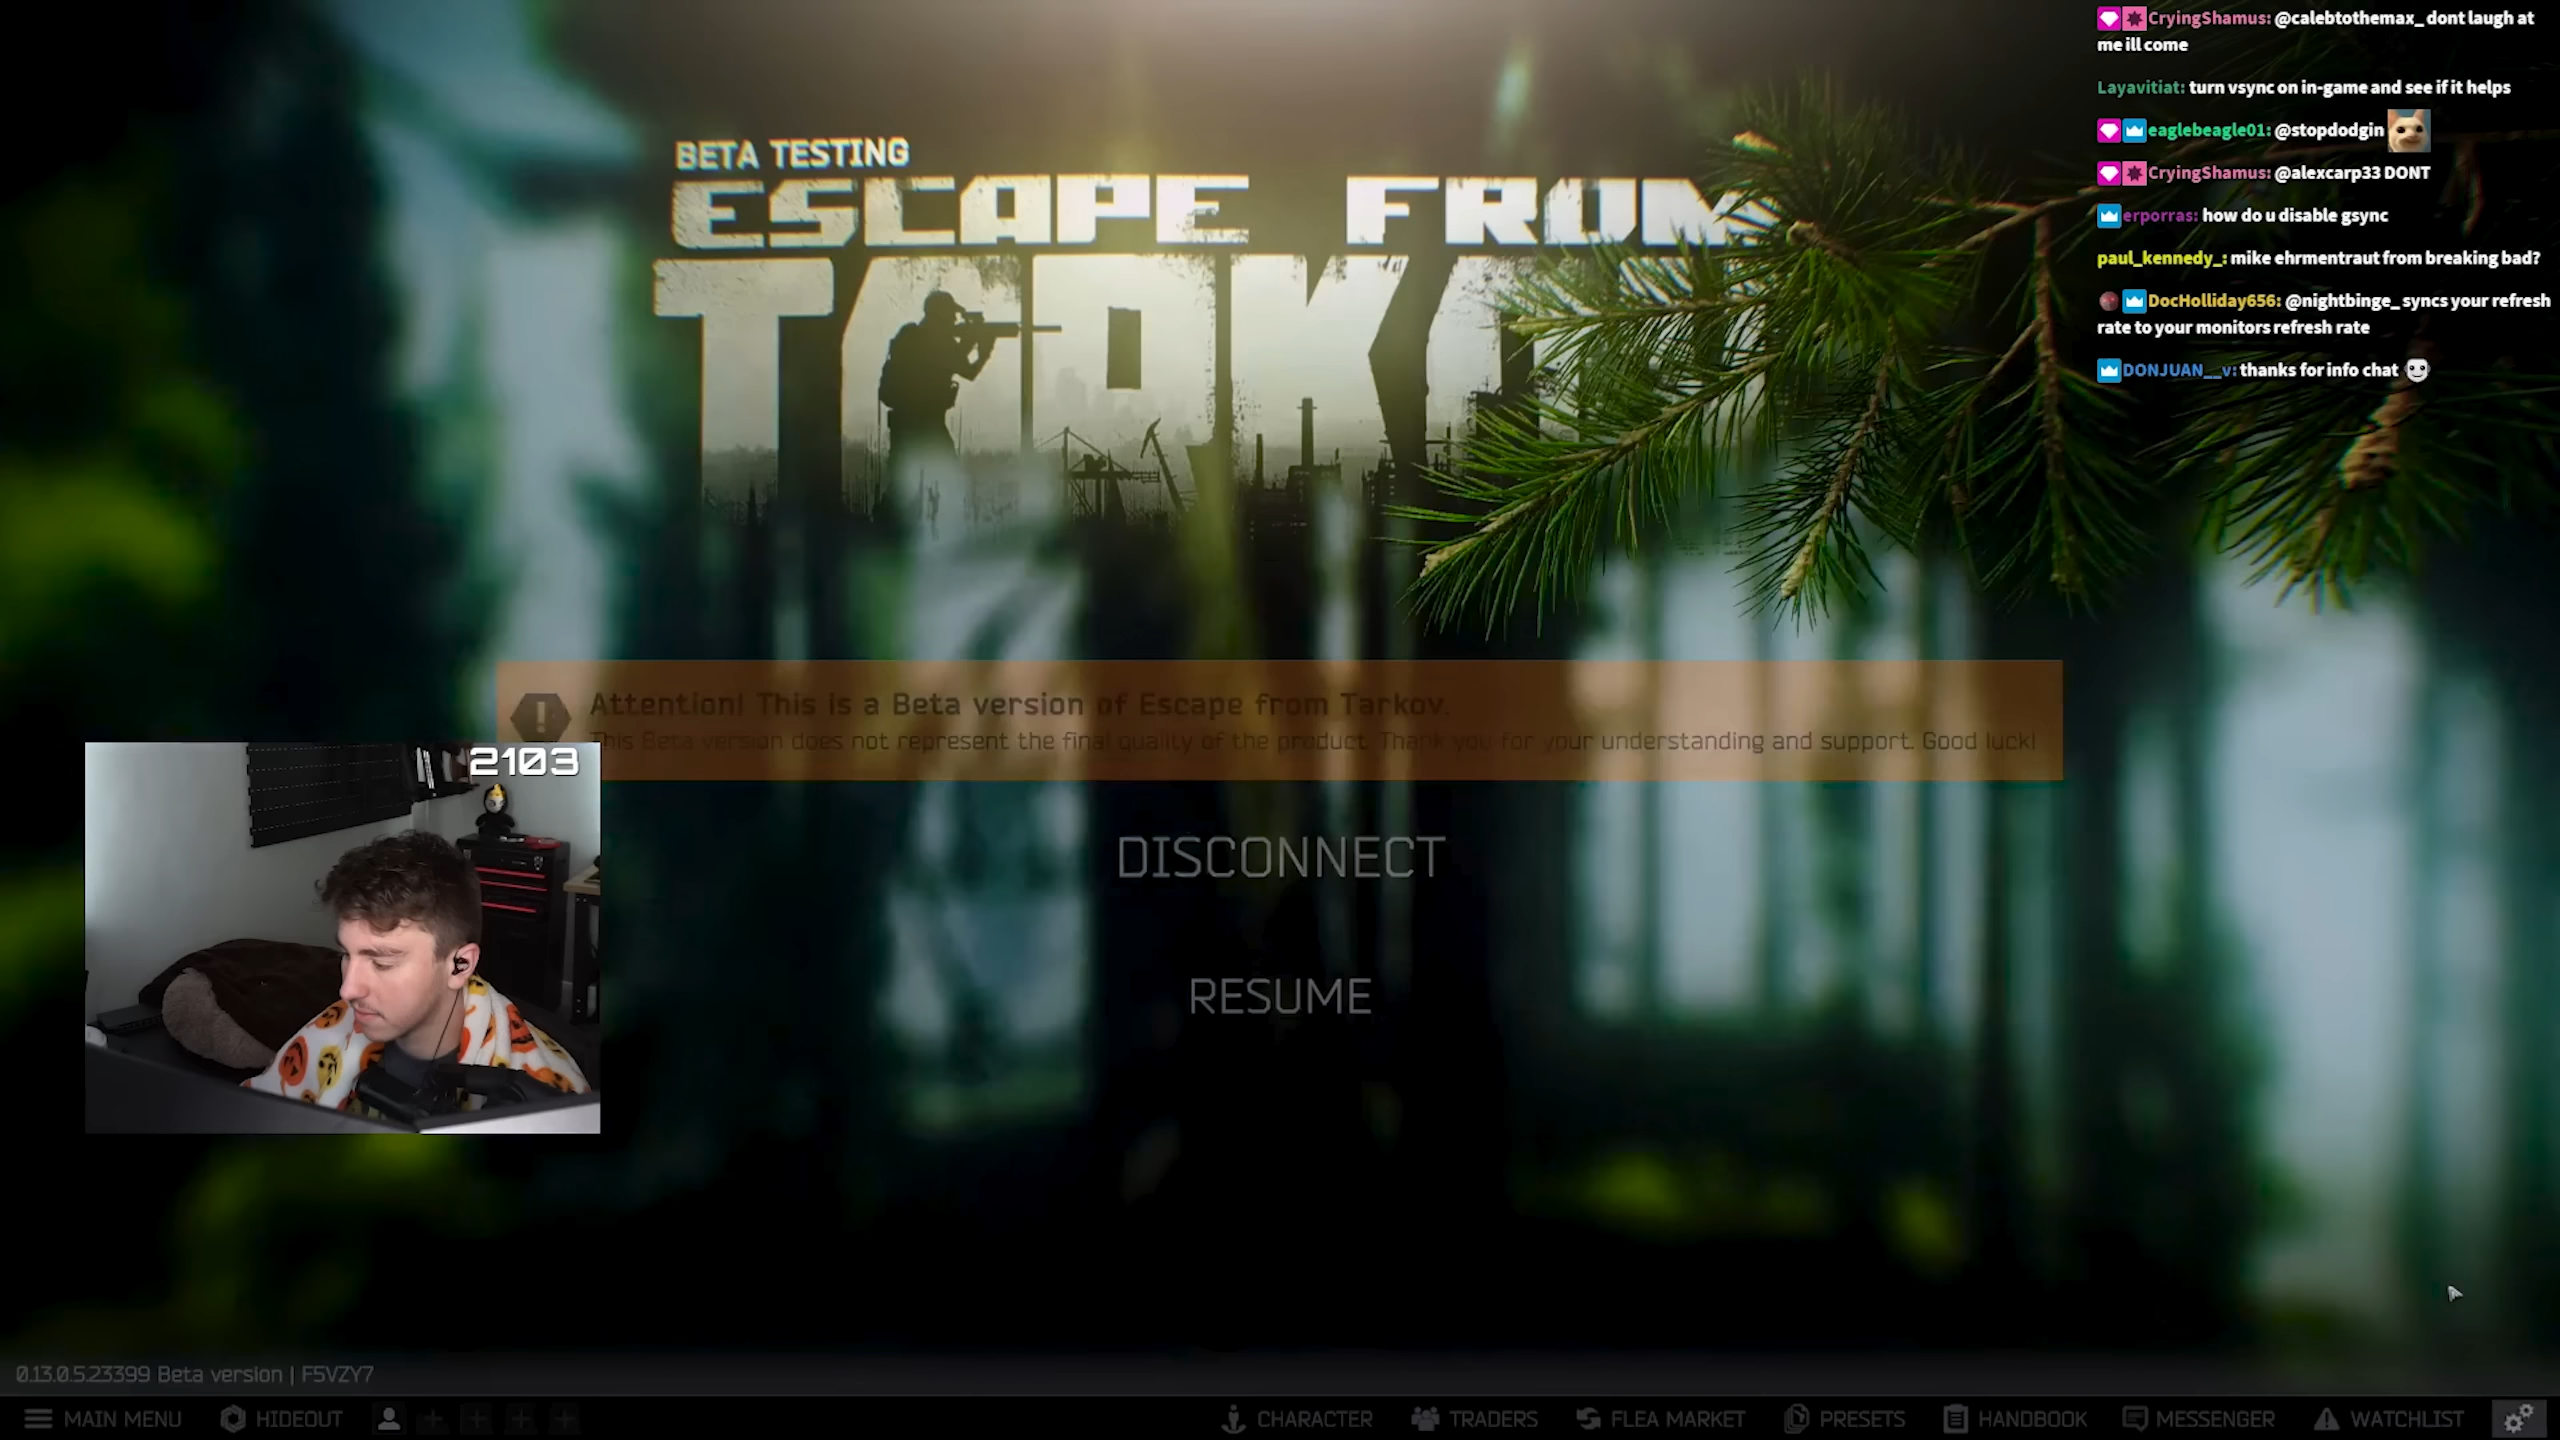 CryingShamus: @calebtothemax_ dont laugh at
me ill come
Layavitiat: turn vsync on in-game and see if it helps
eaglebeagle01: @stopdodgin
CryingShamus: @alexcarp33 DONT
erporras: how do u disable gsync
paul_kennedy_: mike ehrmentraut from breaking bad?
DocHolliday656: @nightbinge_ syncs your refresh
rate to your monitors refresh rate
DONJUAN__v: thanks for info chat
BETA TESTING
ESCAPE FROM
TARKOV
Attention! This is a Beta version of Escape from Tarkov.
This Beta version does not represent the final quality of the product. Thank you for your understanding and support. Good luck!
2103
DISCONNECT
RESUME
0.13.0.5.23399 Beta version | F5VZY7
MAIN MENU HIDEOUT CHARACTER TRADERS FLEA MARKET PRESETS HANDBOOK MESSENGER WATCHLIST